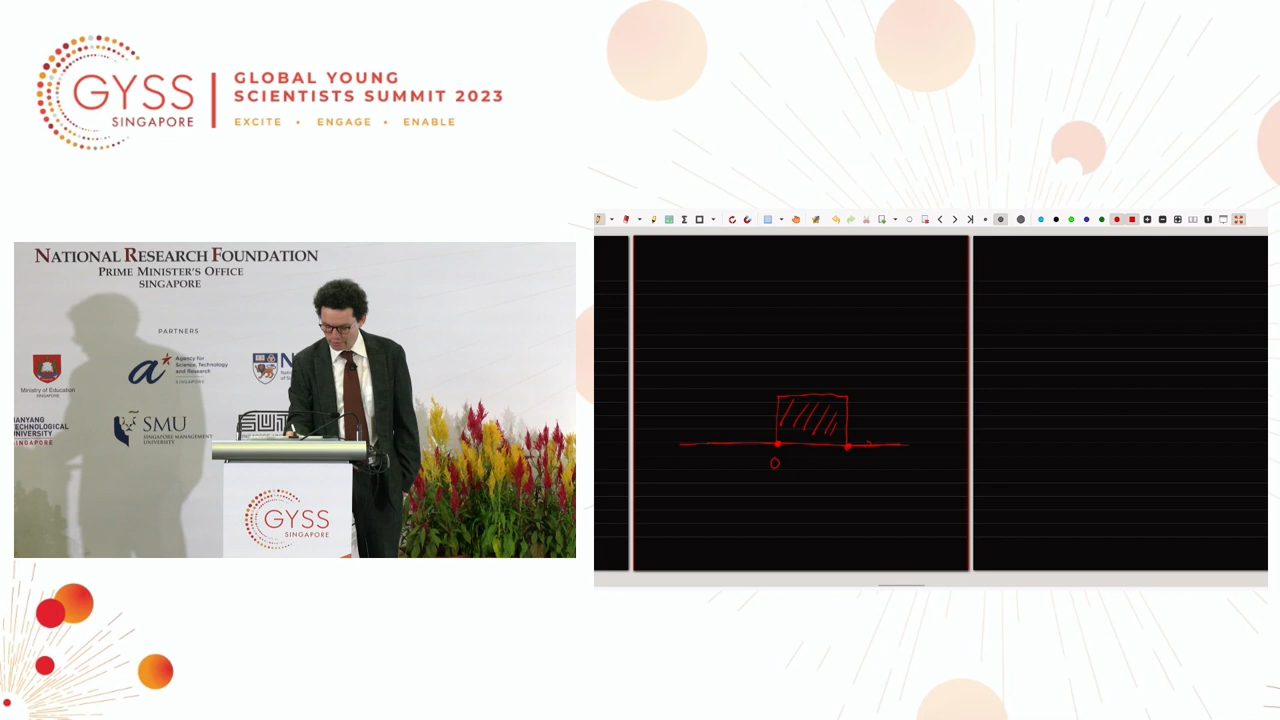 GYSS
SINGAPORE
GLOBAL YOUNG
SCIENTISTS SUMMIT 2023
EXCITE • ENGAGE • ENABLE
NATIONAL RESEARCH FOUNDATION
PRIME MINISTER'S OFFICE
SINGAPORE
PARTNERS
Ministry of Education
SINGAPORE
a*
Agency for
Science, Technology
and Research
SINGAPORE
N
ANYANG
TECHNOLOGICAL
UNIVERSITY
SINGAPORE
SMU
SINGAPORE MANAGEMENT
UNIVERSITY
GYSS
SINGAPORE
0